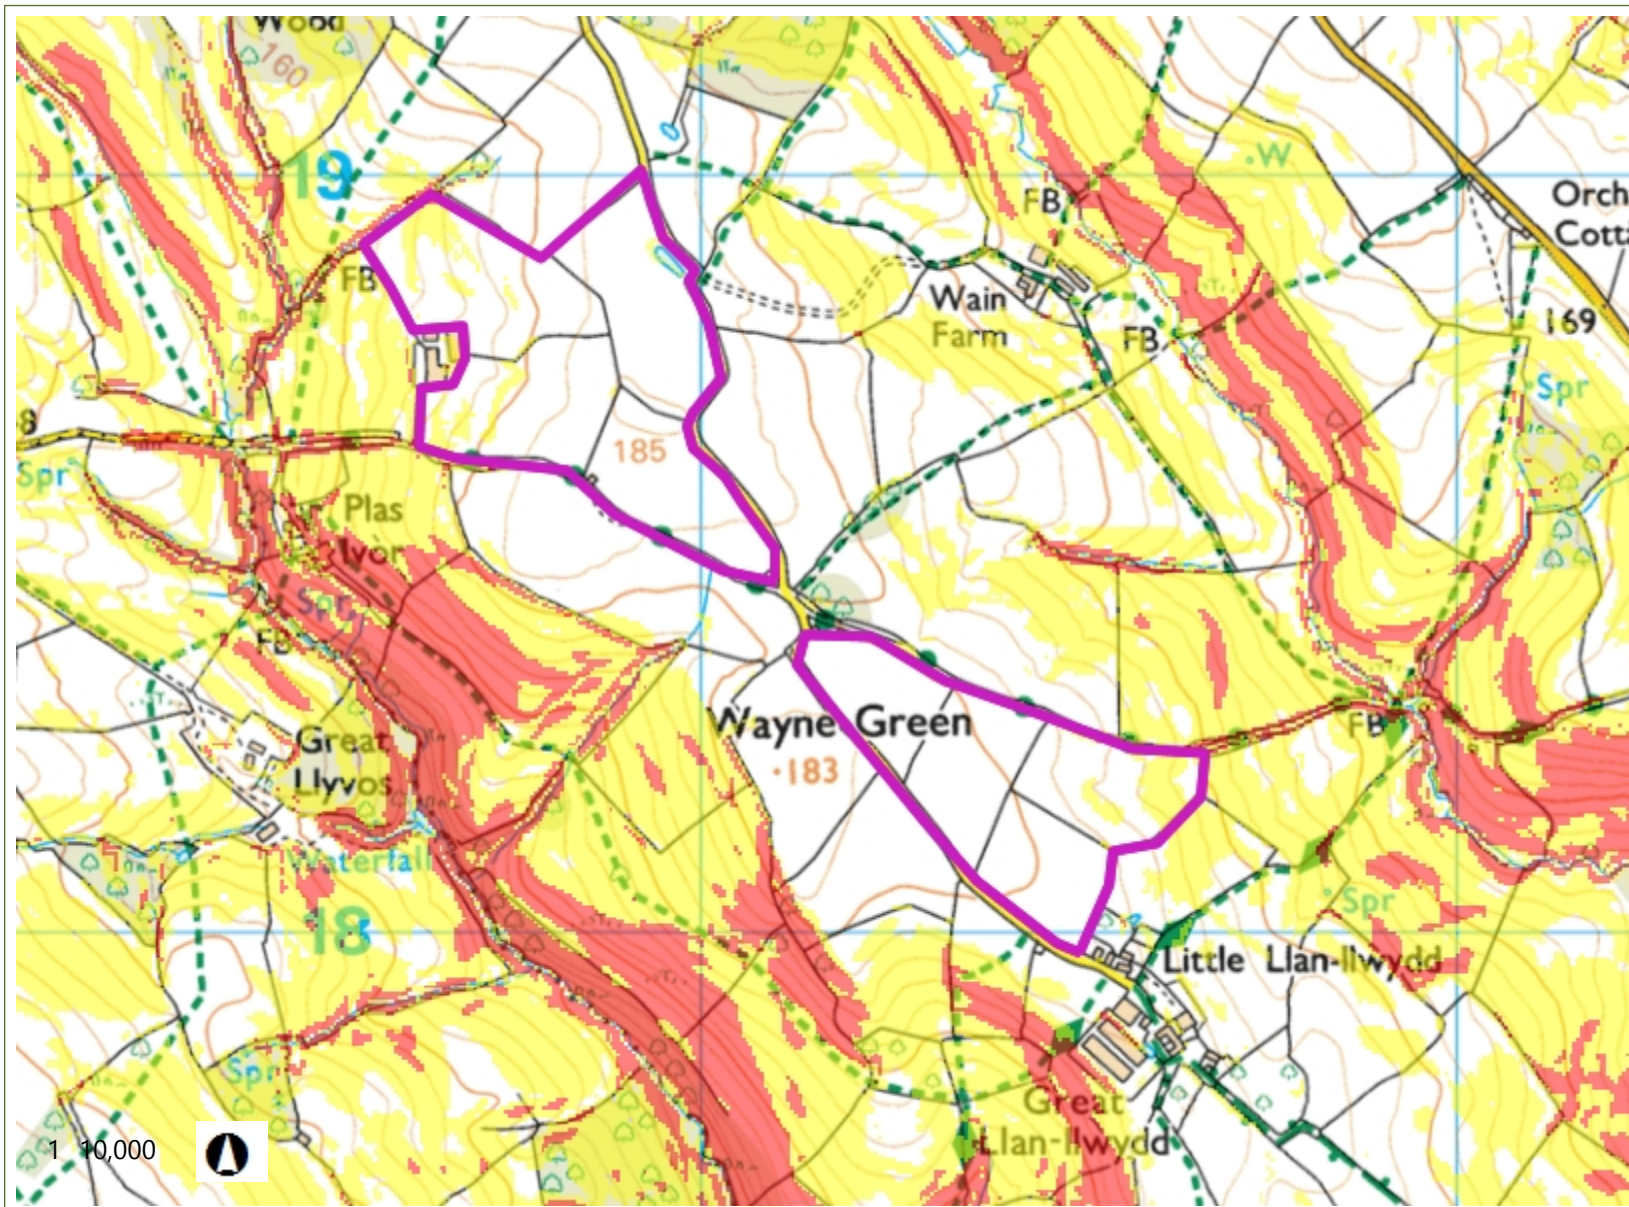 Wood
160
19
FB
Orch
Cotta
FB
Wain
Farm
169
FB
W
8
Spr
185
Spr
Plas
Ivor
Spr
FB
Wayne Green
183
FB
Great
Llyvos
Waterfall
18
Spr
Little Llan-llwydd
Spr
Great
Llan-llwydd
1 10,000